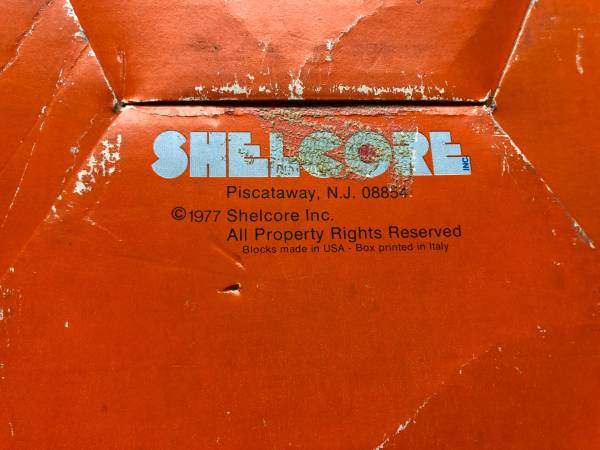 SHELCORE INC
Piscataway, N.J. 08854
©1977 Shelcore Inc.
All Property Rights Reserved
Blocks made in USA - Box printed in Italy